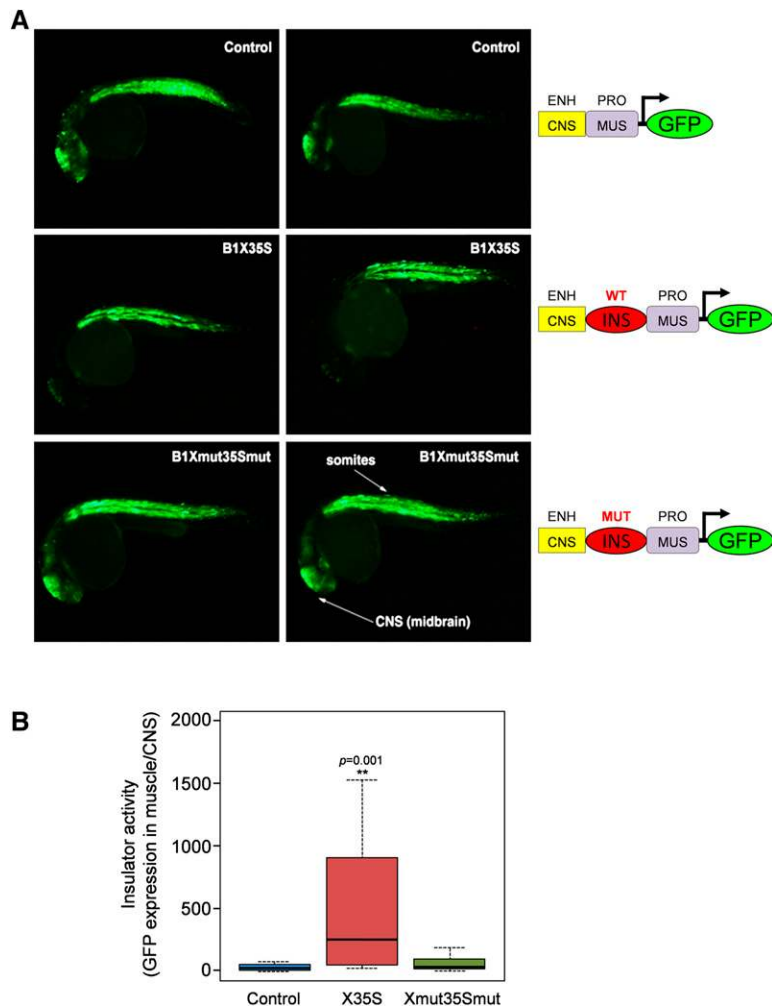 A
Control
Control
ENH PRO
CNS MUS GFP
B1X35S
B1X35S
WT
ENH PRO
CNS INS MUS GFP
B1Xmut35Smut
somites
B1Xmut35Smut
CNS (midbrain)
MUT
ENH PRO
CNS INS MUS GFP
B
Insulator activity
(GFP expression in muscle/CNS)
2000
1500
1000
500
0
p=0.001
**
Control X35S Xmut35Smut